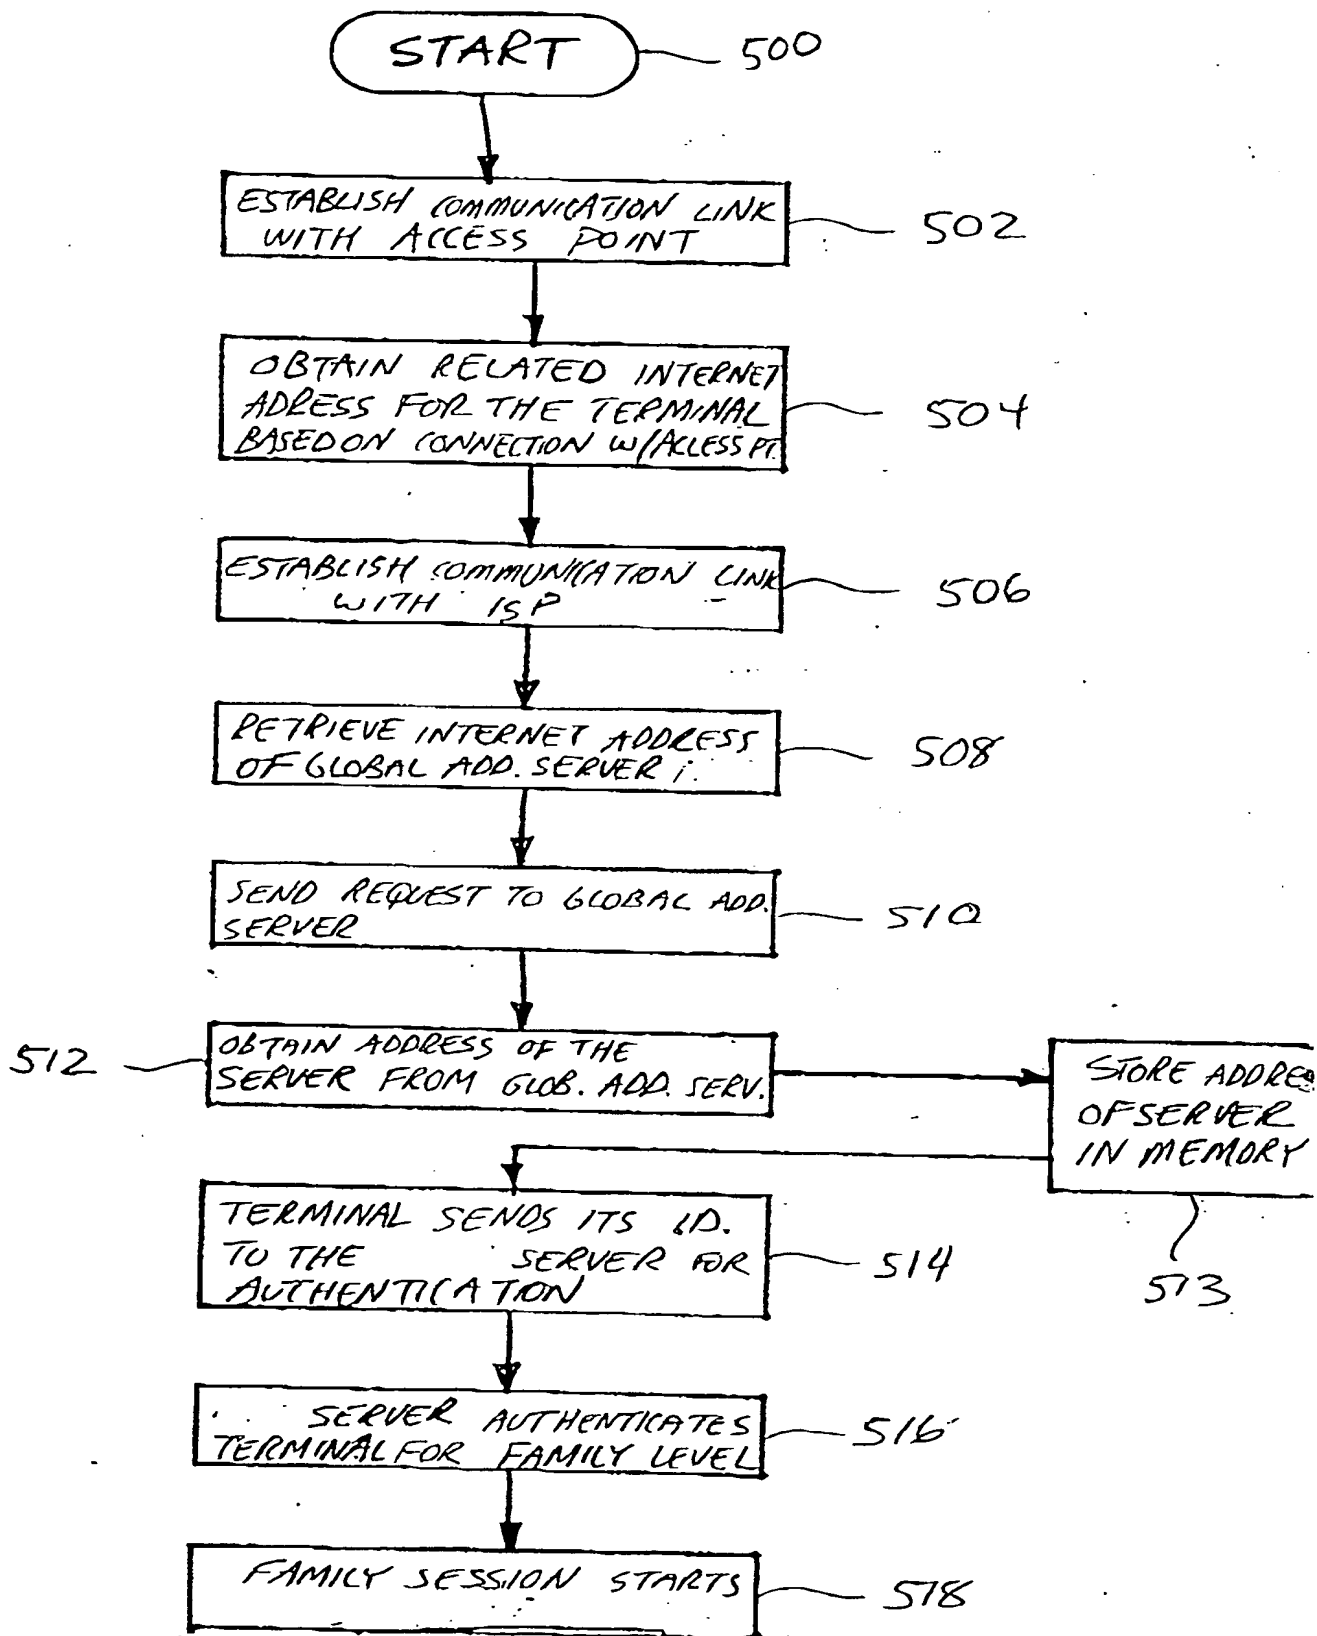 START
500
ESTABLISH COMMUNICATION LINK
WITH ACCESS POINT
502
OBTAIN RELATED INTERNET
ADRESS FOR THE TERMINAL
BASED ON CONNECTION W/ACCESS PT.
504
ESTABLISH COMMUNICATION LINK
WITH ISP
506
RETRIEVE INTERNET ADDRESS
OF GLOBAL ADD. SERVER
508
SEND REQUEST TO GLOBAL ADD.
SERVER
510
512
OBTAIN ADDRESS OF THE
SERVER FROM GLOB. ADD. SERV.
STORE ADDRES
OF SERVER
IN MEMORY
513
TERMINAL SENDS ITS I.D.
TO THE SERVER FOR
AUTHENTICATION
514
SERVER AUTHENTICATES
TERMINAL FOR FAMILY LEVEL
516
FAMILY SESSION STARTS
518